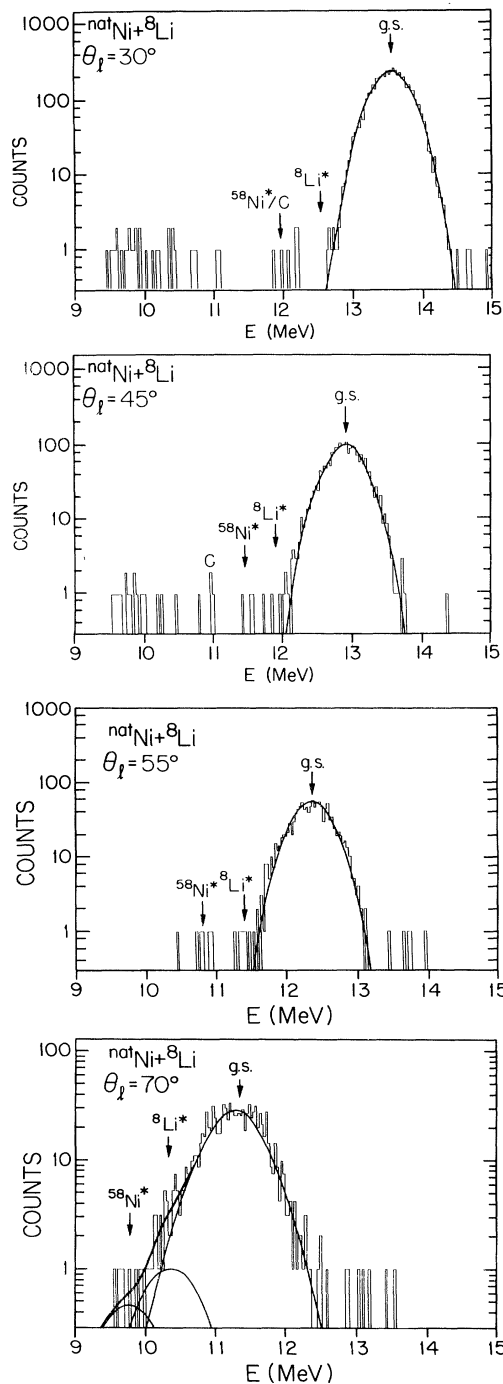 1000
100
10
1
COUNTS
natNi+8Li
θℓ=30°
g.s.
8Li*
58Ni*/C
9 10 11 12 13 14 15
E (MeV)
1000
100
10
1
COUNTS
natNi+8Li
θℓ=45°
g.s.
8Li*
58Ni*
C
9 10 11 12 13 14 15
E (MeV)
1000
100
10
1
COUNTS
natNi+8Li
θℓ=55°
g.s.
58Ni* 8Li*
9 10 11 12 13 14 15
E (MeV)
100
10
1
COUNTS
natNi+8Li
θℓ=70°
g.s.
8Li*
58Ni*
9 10 11 12 13 14 15
E (MeV)